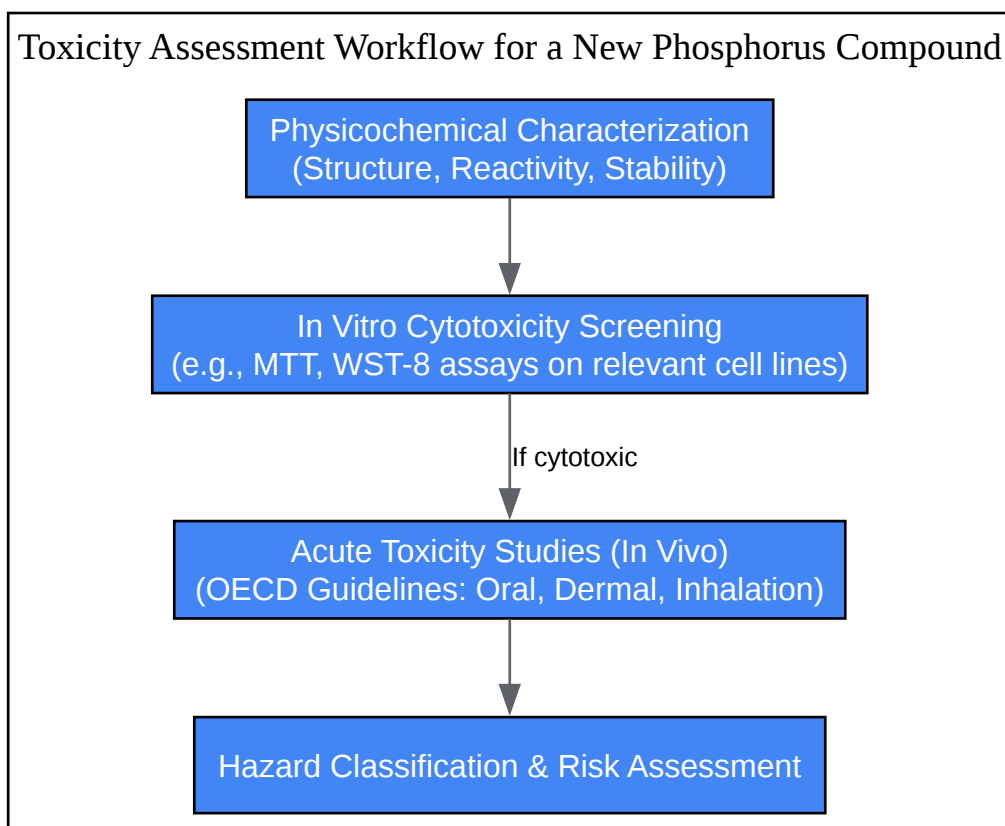 Toxicity Assessment Workflow for a New Phosphorus Compound
Physicochemical Characterization
(Structure, Reactivity, Stability)
In Vitro Cytotoxicity Screening
(e.g., MTT, WST-8 assays on relevant cell lines)
If cytotoxic
Acute Toxicity Studies (In Vivo)
(OECD Guidelines: Oral, Dermal, Inhalation)
Hazard Classification & Risk Assessment